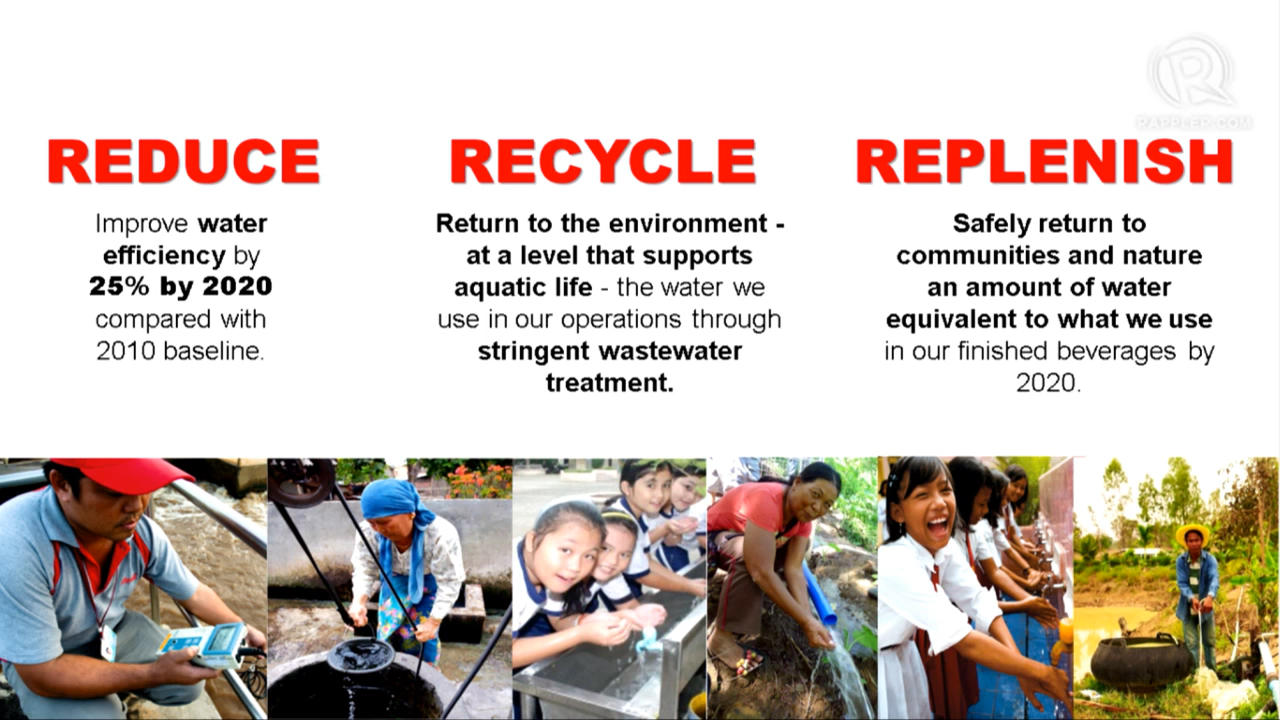 RAPPLER.COM
REDUCE
Improve water
efficiency by
25% by 2020
compared with
2010 baseline.
RECYCLE
Return to the environment -
at a level that supports
aquatic life - the water we
use in our operations through
stringent wastewater
treatment.
REPLENISH
Safely return to
communities and nature
an amount of water
equivalent to what we use
in our finished beverages by
2020.